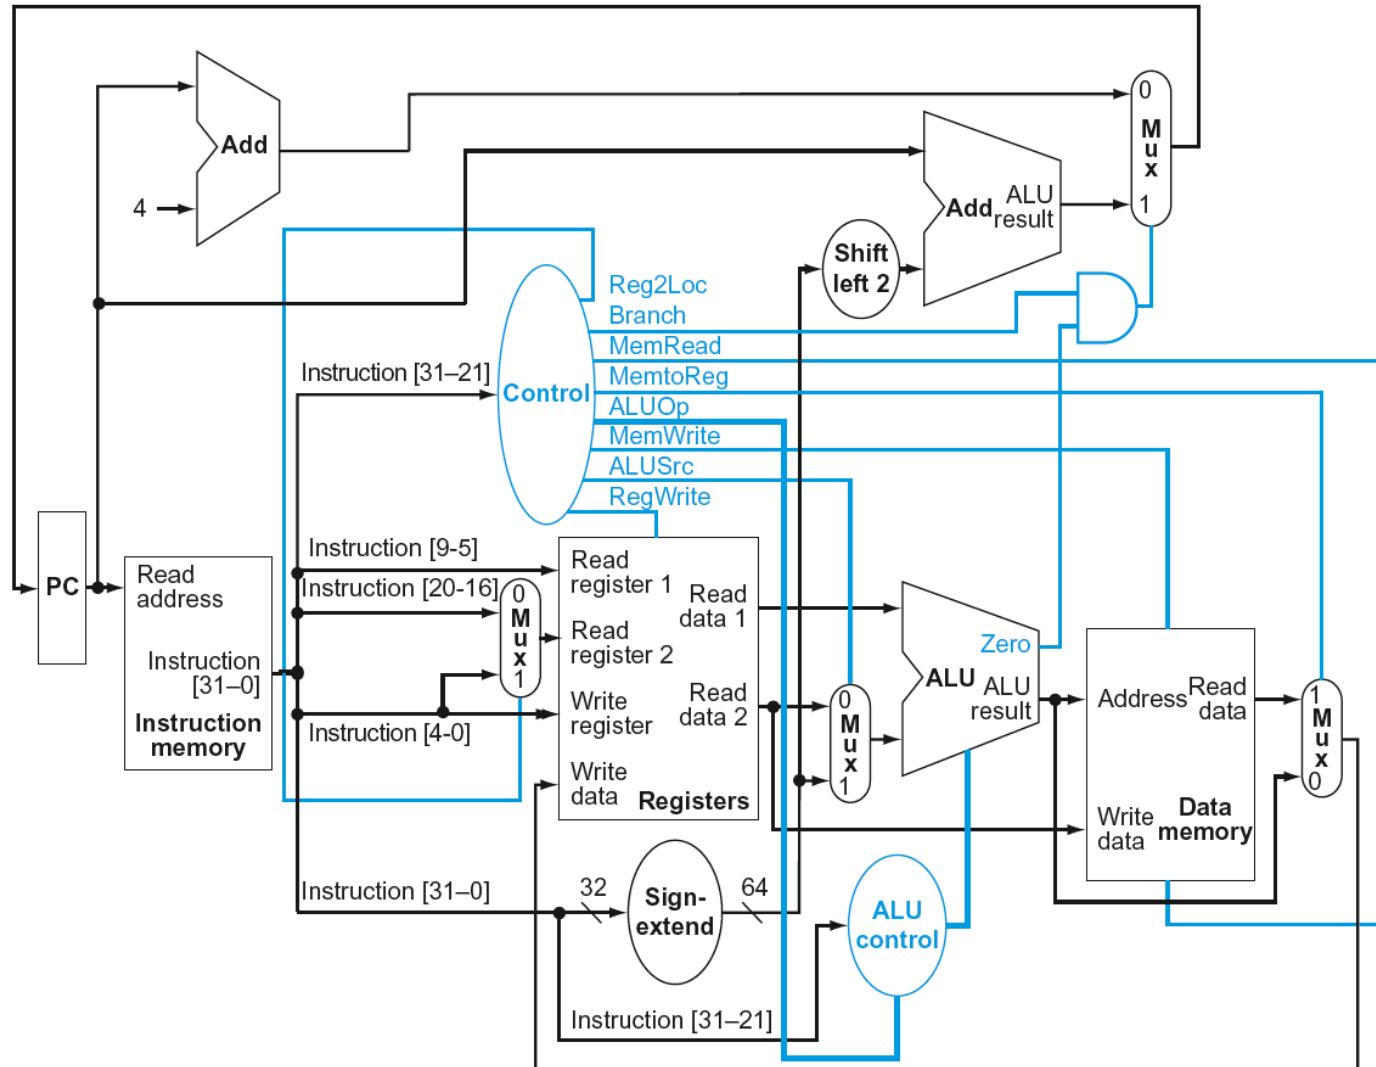 0
M
u
x
1
Add
ALU
Add
result
4
Shift
left 2
Reg2Loc
Branch
MemRead
Instruction [31–21]
MemtoReg
Control
ALUOp
MemWrite
ALUSrc
RegWrite
Instruction [9-5]
PC
Read
address
Instruction [20-16]
Read
register 1
0
M
u
x
1
Read
data 1
Read
register 2
Zero
Instruction
[31–0]
Instruction
memory
Instruction [4-0]
Write
register
Read
data 2
0
M
u
x
1
ALU
ALU
result
Address
Read
data
1
M
u
x
0
Write
data
Registers
Write
data
Data
memory
Instruction [31–0]
32
Sign-
extend
64
ALU
control
Instruction [31–21]